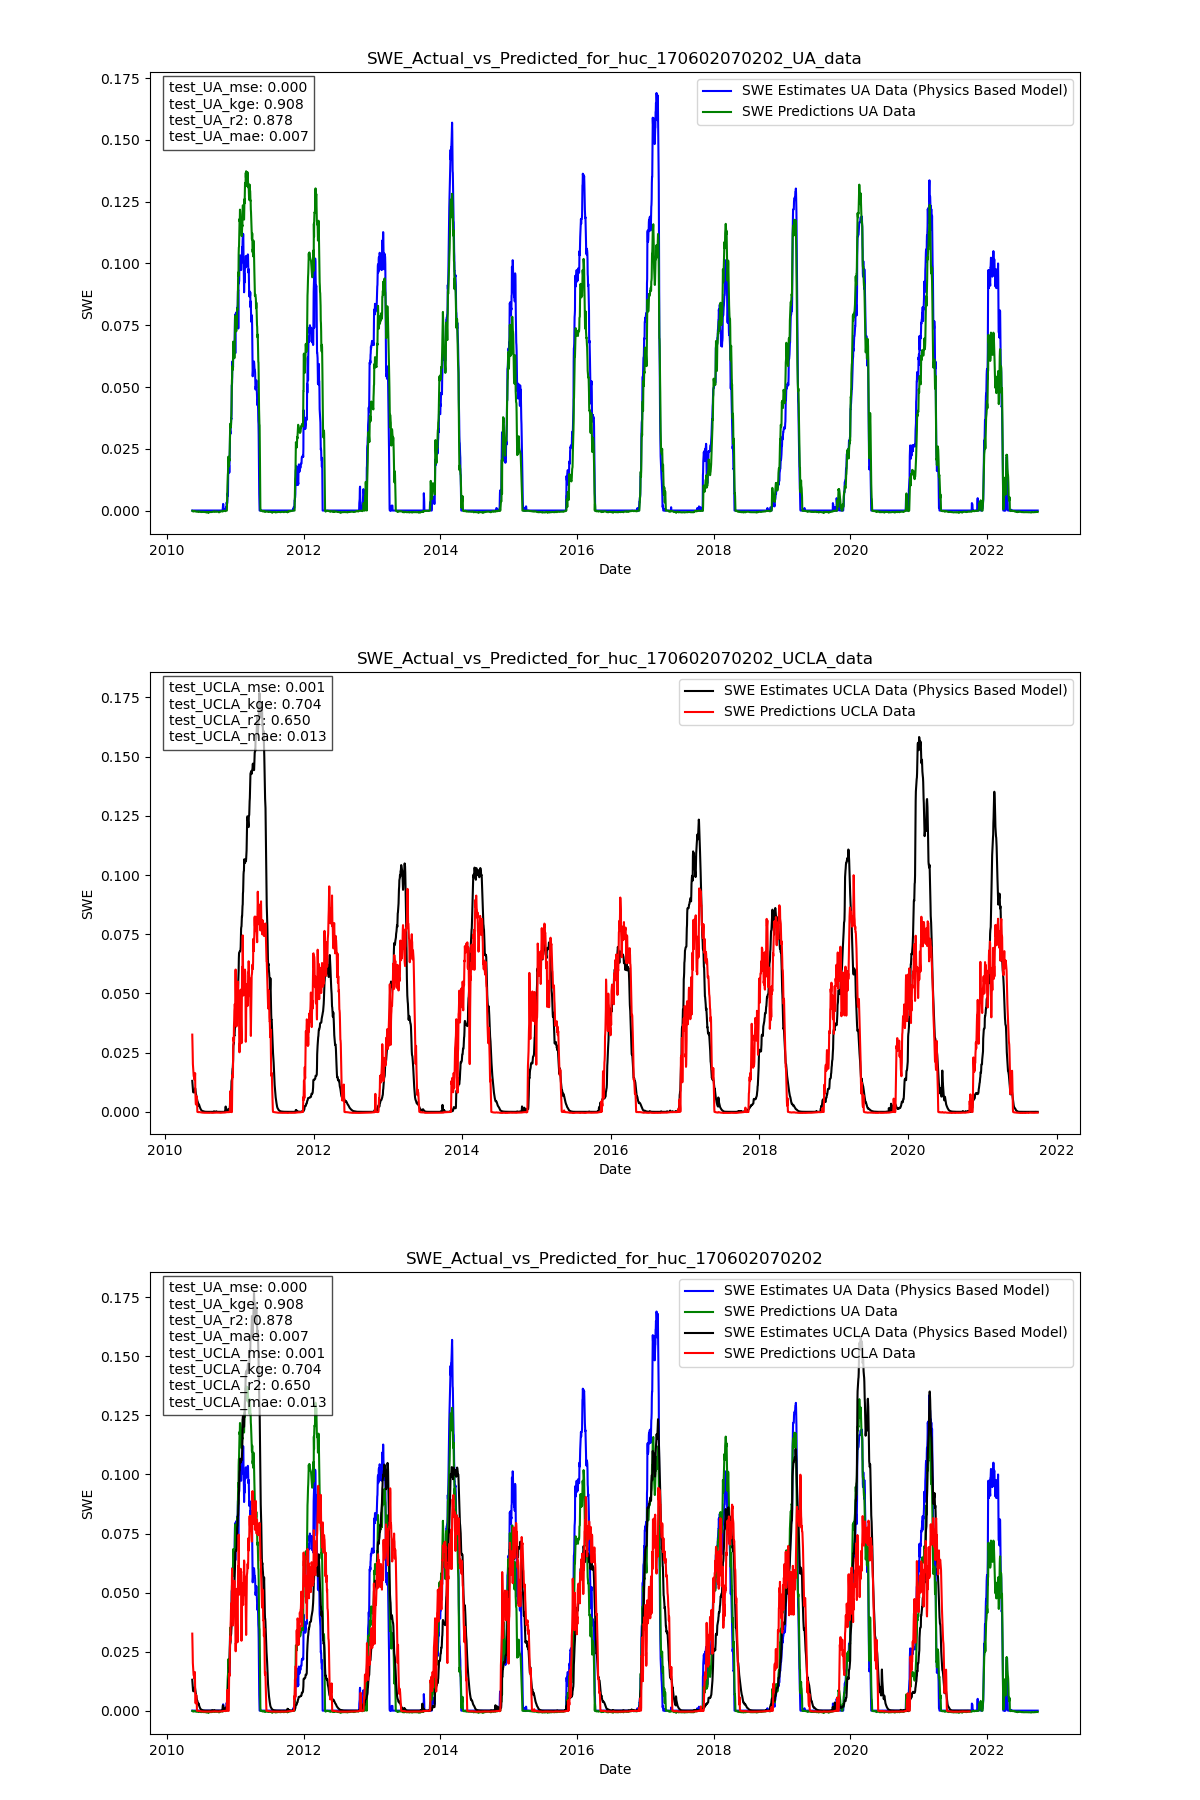 SWE_Actual_vs_Predicted_for_huc_170602070202_UA_data
test_UA_mse: 0.000
test_UA_kge: 0.908
test_UA_r2: 0.878
test_UA_mae: 0.007
SWE Estimates UA Data (Physics Based Model)
SWE Predictions UA Data
0.175
0.150
0.125
0.100
0.075
0.050
0.025
0.000
SWE
2010 2012 2014 2016 2018 2020 2022
Date
SWE_Actual_vs_Predicted_for_huc_170602070202_UCLA_data
test_UCLA_mse: 0.001
test_UCLA_kge: 0.704
test_UCLA_r2: 0.650
test_UCLA_mae: 0.013
SWE Estimates UCLA Data (Physics Based Model)
SWE Predictions UCLA Data
0.175
0.150
0.125
0.100
0.075
0.050
0.025
0.000
SWE
2010 2012 2014 2016 2018 2020 2022
Date
SWE_Actual_vs_Predicted_for_huc_170602070202
test_UA_mse: 0.000
test_UA_kge: 0.908
test_UA_r2: 0.878
test_UA_mae: 0.007
test_UCLA_mse: 0.001
test_UCLA_kge: 0.704
test_UCLA_r2: 0.650
test_UCLA_mae: 0.013
SWE Estimates UA Data (Physics Based Model)
SWE Predictions UA Data
SWE Estimates UCLA Data (Physics Based Model)
SWE Predictions UCLA Data
0.175
0.150
0.125
0.100
0.075
0.050
0.025
0.000
SWE
2010 2012 2014 2016 2018 2020 2022
Date